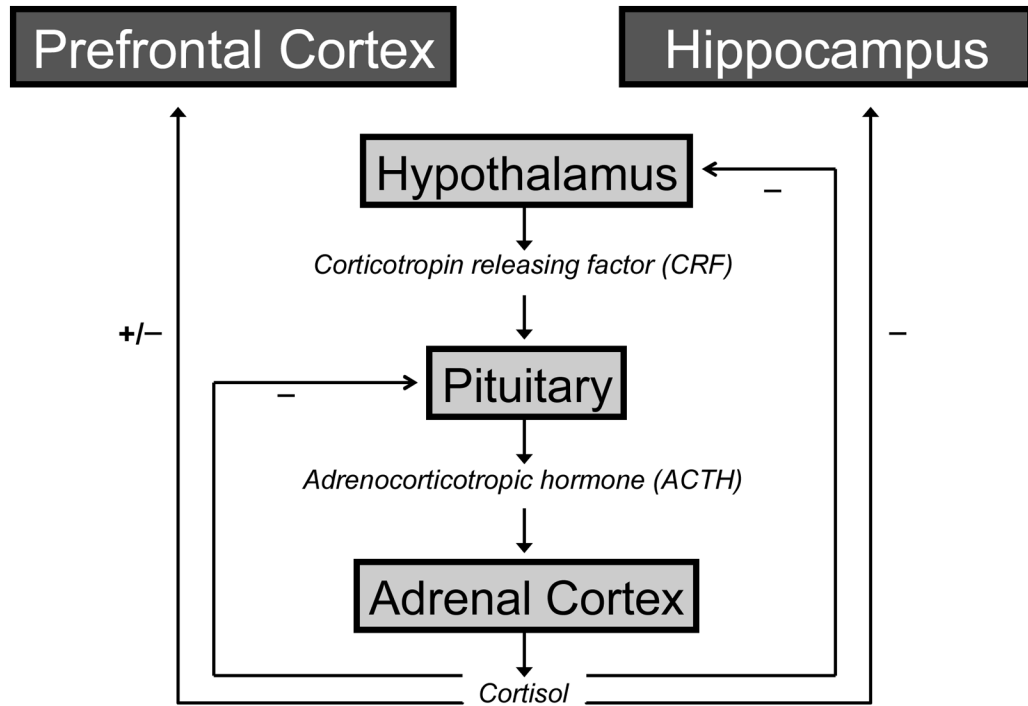 Prefrontal Cortex
Hippocampus
Hypothalamus
–
Corticotropin releasing factor (CRF)
+/–
–
Pituitary
–
Adrenocorticotropic hormone (ACTH)
Adrenal Cortex
Cortisol